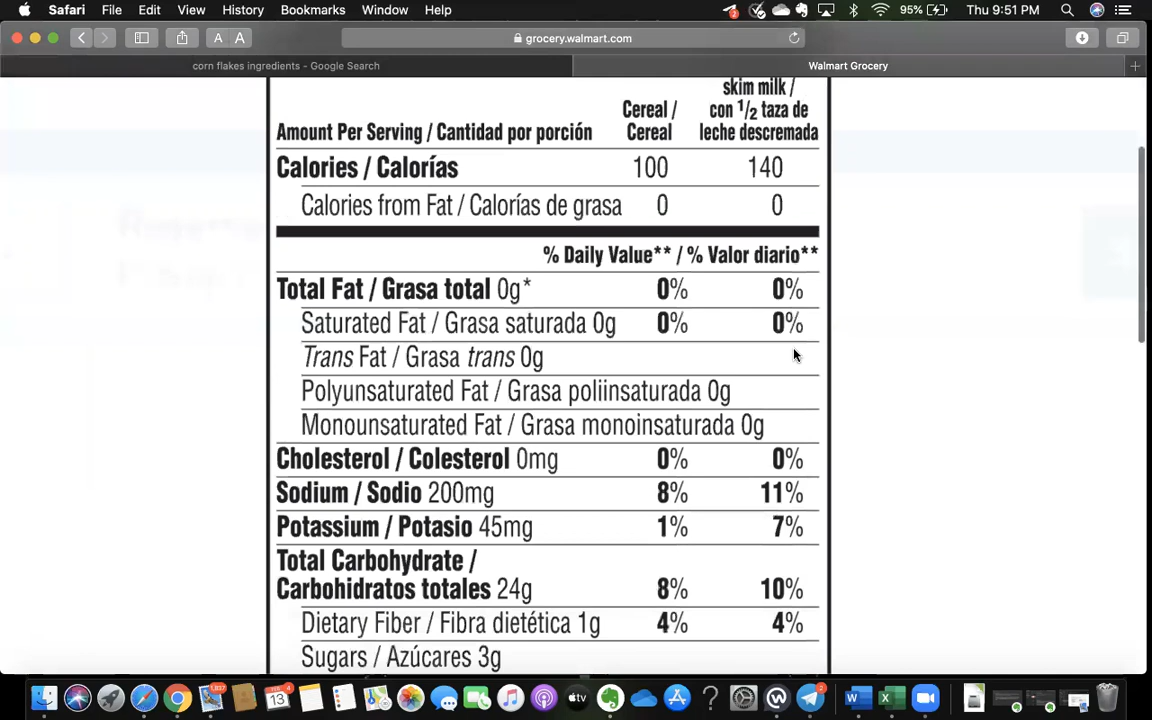 Safari File Edit View History Bookmarks Window Help 2 95% Thu 9:51 PM
A A grocery.walmart.com
corn flakes ingredients - Google Search Walmart Grocery
skim milk /
Cereal / con 1/2 taza de
Amount Per Serving / Cantidad por porción Cereal leche descremada
Calories / Calorías 100 140
Calories from Fat / Calorías de grasa 0 0
% Daily Value** / % Valor diario**
Total Fat / Grasa total 0g* 0% 0%
Saturated Fat / Grasa saturada 0g 0% 0%
Trans Fat / Grasa trans 0g
Polyunsaturated Fat / Grasa poliinsaturada 0g
Monounsaturated Fat / Grasa monoinsaturada 0g
Cholesterol / Colesterol 0mg 0% 0%
Sodium / Sodio 200mg 8% 11%
Potassium / Potasio 45mg 1% 7%
Total Carbohydrate /
Carbohidratos totales 24g 8% 10%
Dietary Fiber / Fibra dietética 1g 4% 4%
Sugars / Azúcares 3g
13 tv ? W W X 2